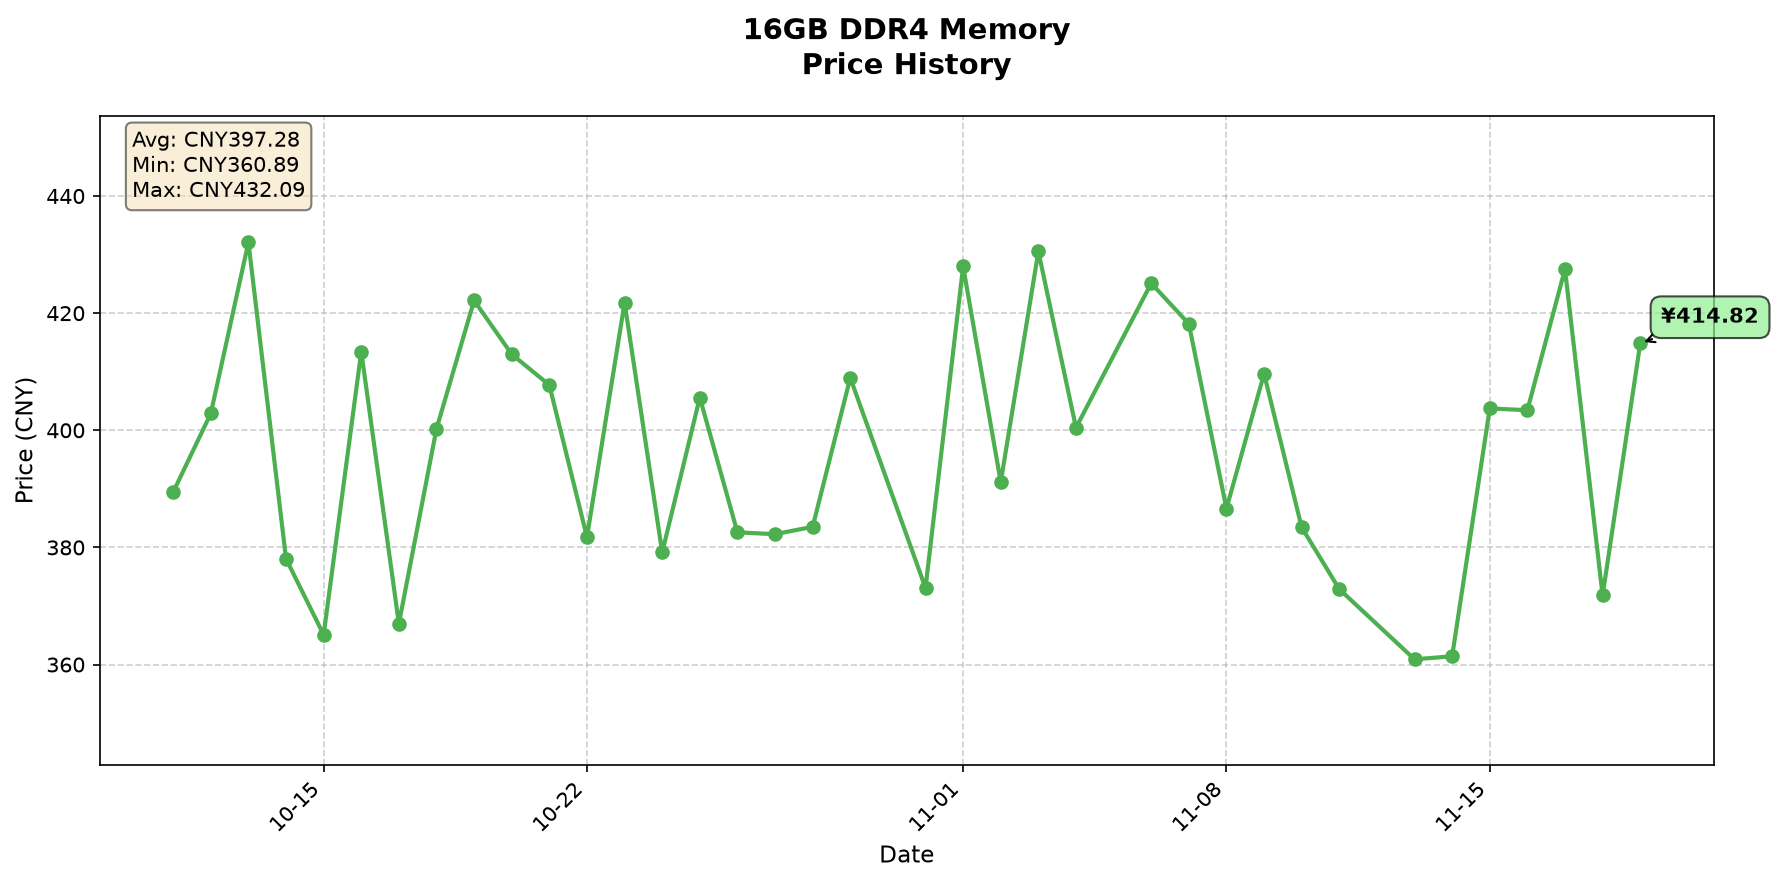 16GB DDR4 Memory
Price History
Avg: CNY397.28
Min: CNY360.89
Max: CNY432.09
¥414.82
Price (CNY)
440
420
400
380
360
10-15
10-22
11-01
11-08
11-15
Date